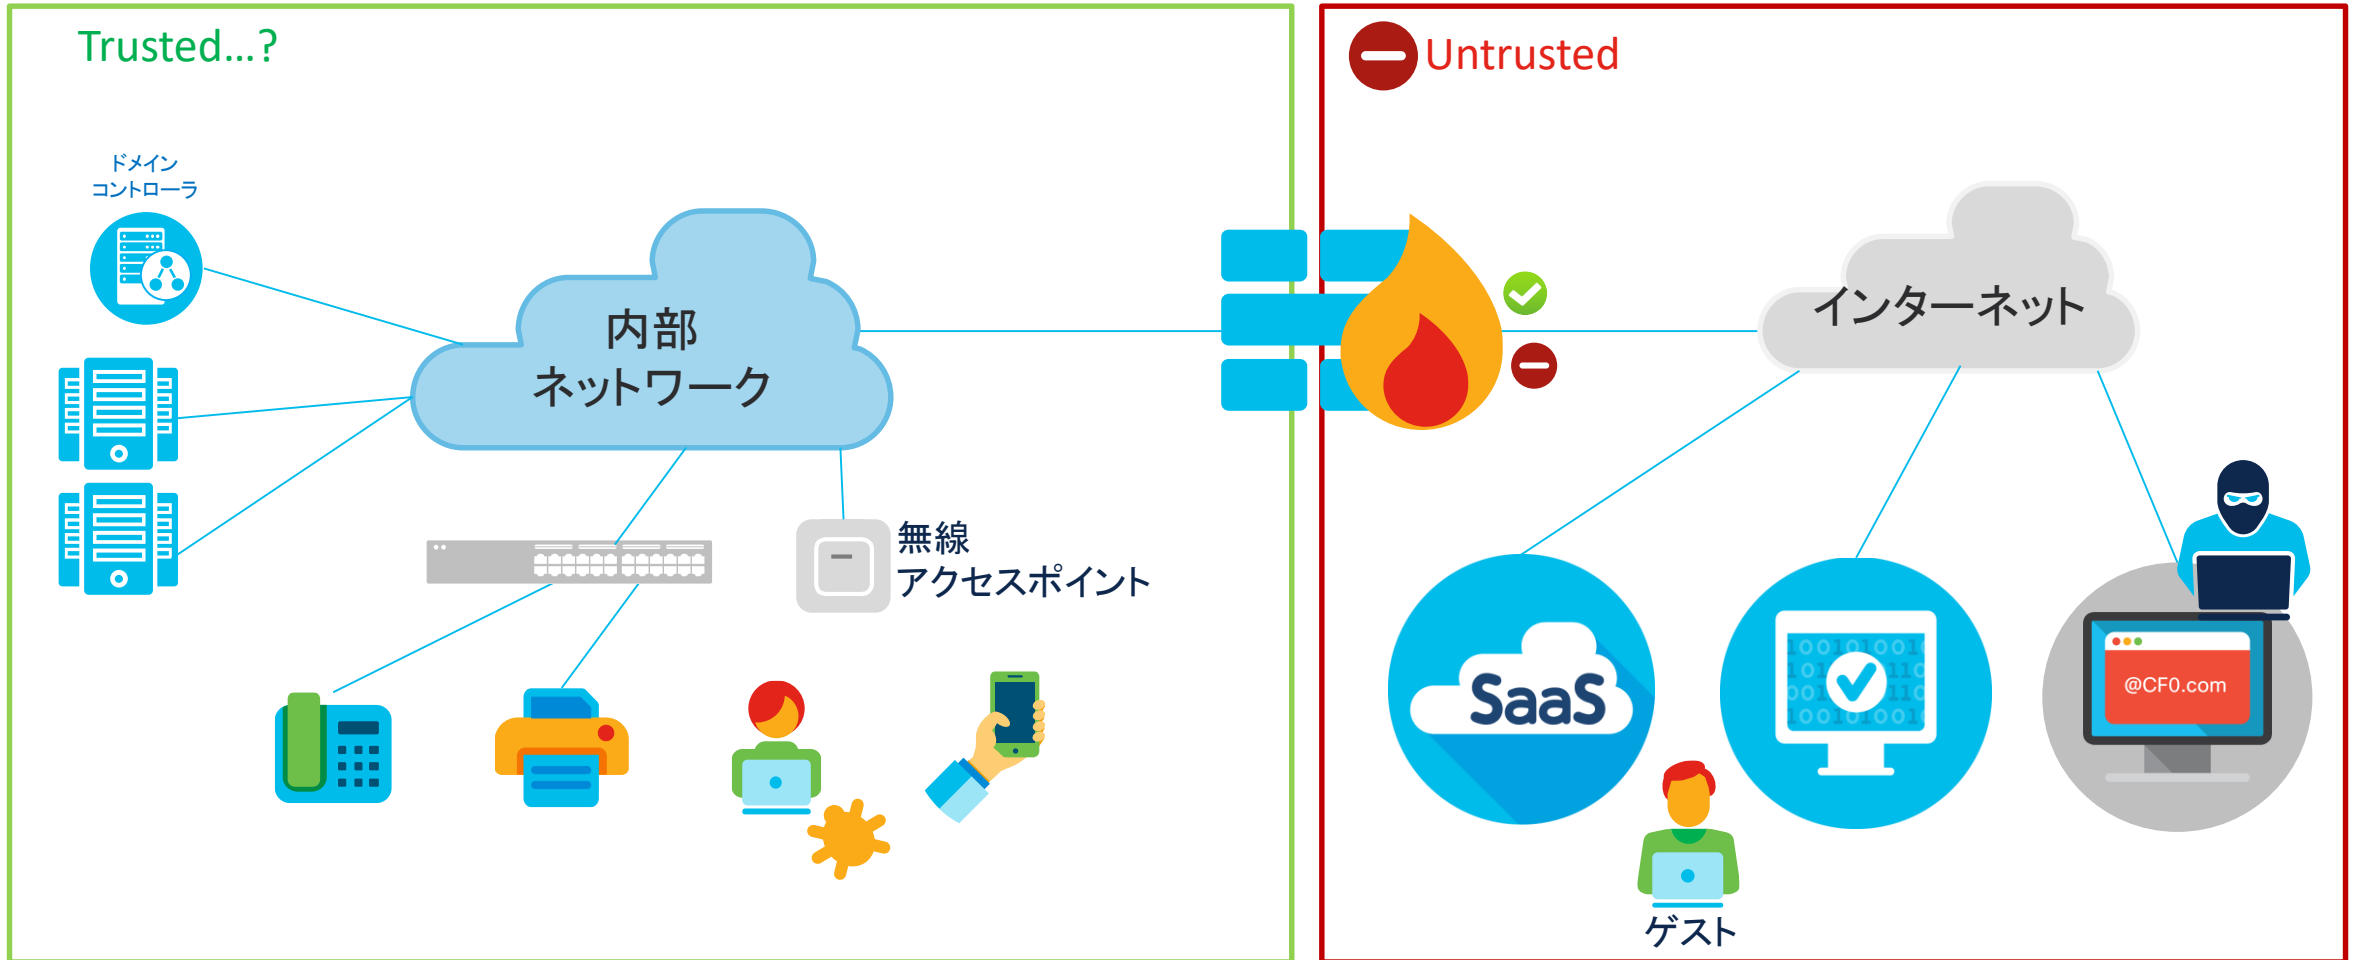 Trusted...?
Untrusted
ドメイン
コントローラ
内部
ネットワーク
インターネット
無線
アクセスポイント
SaaS
@CF0.com
ゲスト